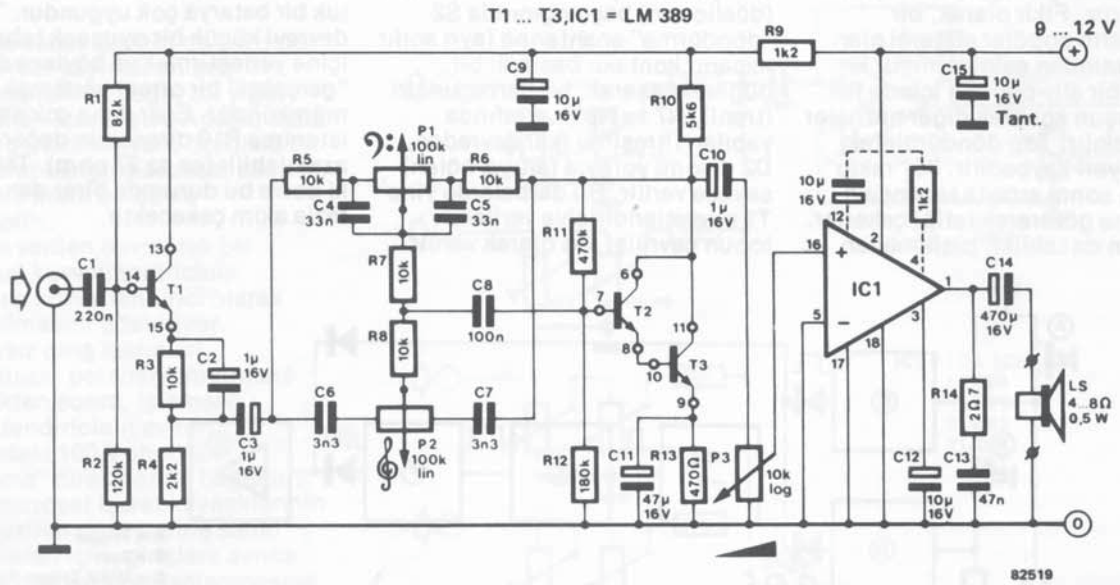 T1 ... T3, IC1 = LM 389
9 ... 12 V
R9
1k2
C9
10µ
16V
C15
10µ
16V
Tant.
R1
82k
R10
5k6
P1
100k
lin
R5
10k
R6
10k
C10
1µ
16V
10µ
16V
1k2
C4
33n
C5
33n
R11
470k
12
16
2
4
13
C1
220n
14
T1
15
R7
10k
C8
100n
6
7
T2
8
11
10
T3
9
IC1
1
5
3
17
18
C14
470µ
16V
R3
10k
C2
1µ
16V
R8
10k
C3
1µ
16V
C6
3n3
C7
3n3
P2
100k
lin
R14
2Ω7
LS
4...8Ω
0,5 W
R2
120k
R4
2k2
R12
180k
C11
47µ
16V
R13
470Ω
P3
10k
log
C12
10µ
16V
C13
47n
0
82519